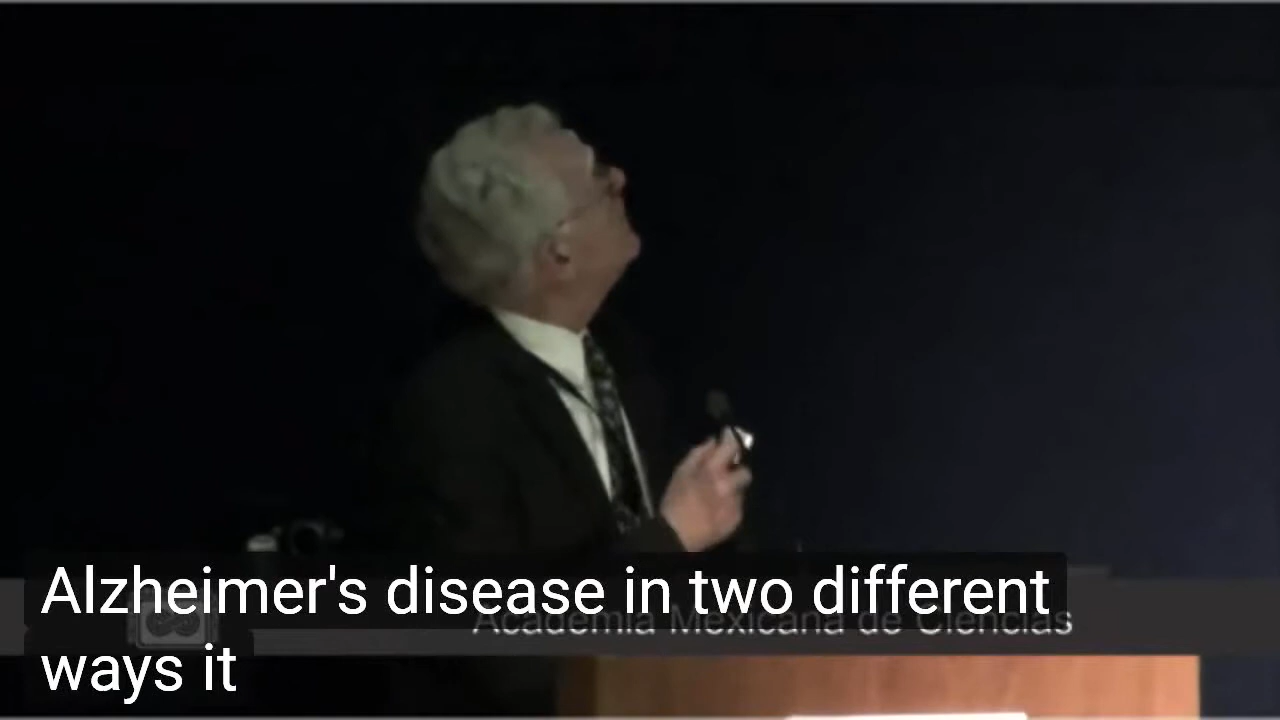 Alzheimer's disease in two different
Academia Mexicana de Ciencias
ways it